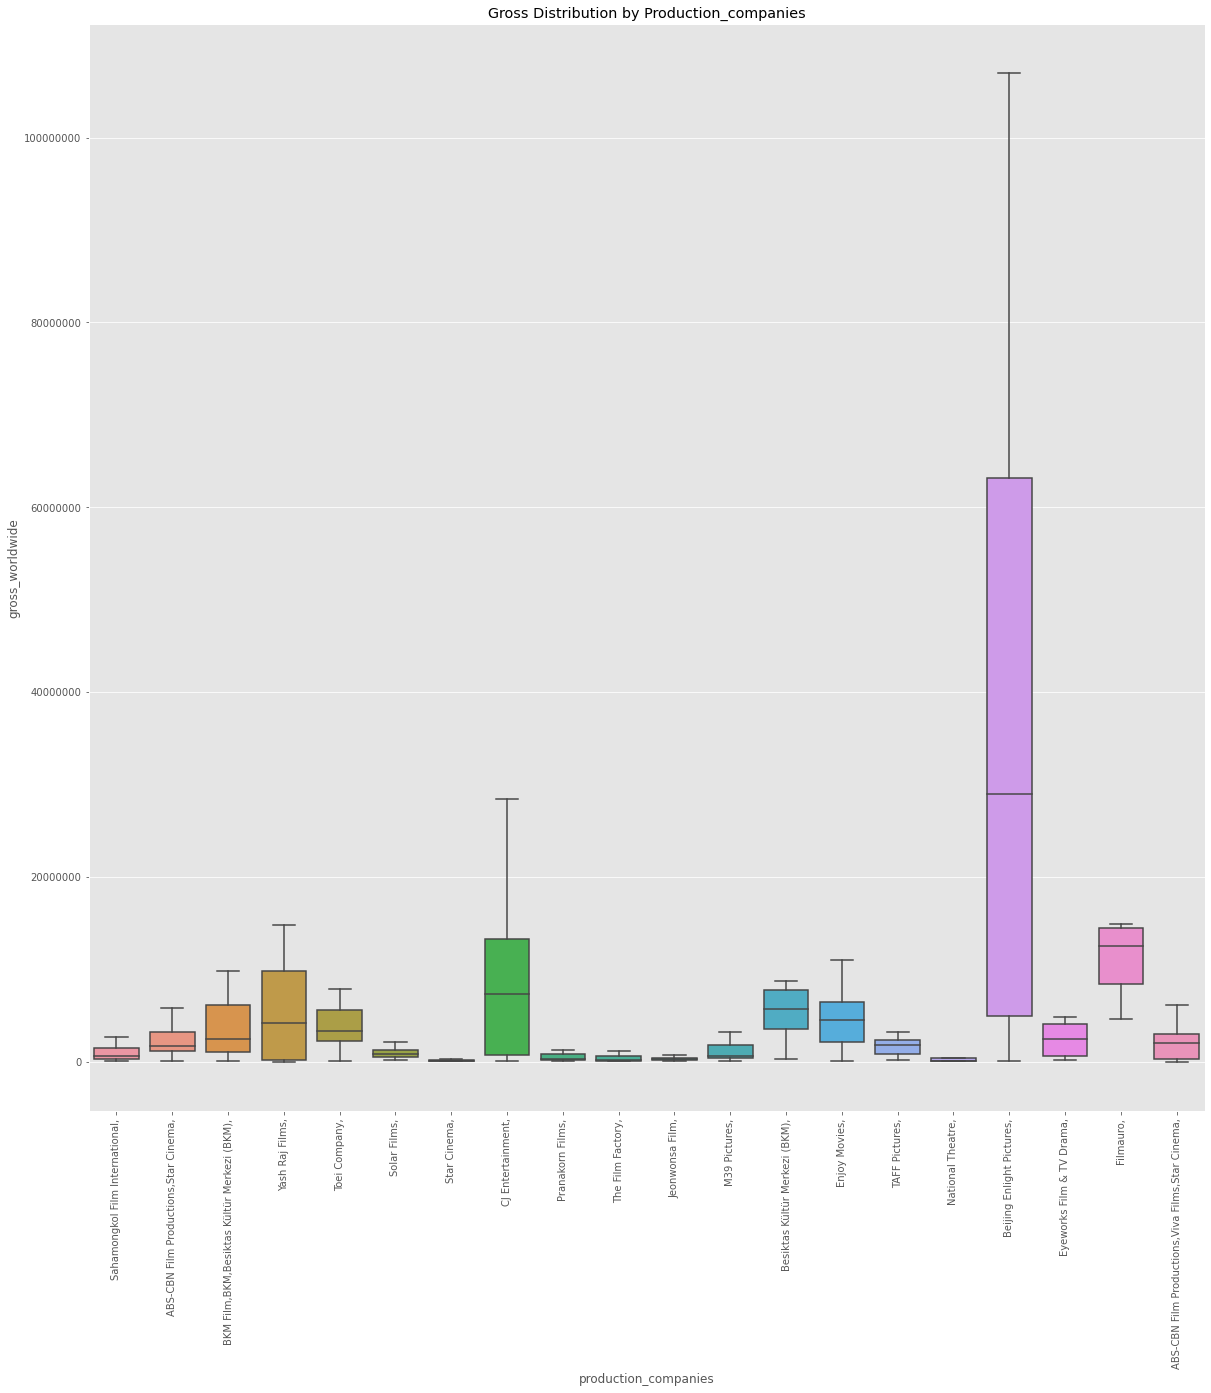 Gross Distribution by Production_companies
100000000
80000000
60000000
40000000
20000000
0
gross_worldwide
Sahamongkol Film International,
ABS-CBN Film Productions,Star Cinema,
BKM Film,BKM,Besiktas Kültür Merkezi (BKM),
Yash Raj Films,
Toei Company,
Solar Films,
Star Cinema,
CJ Entertainment,
Pranakorn Films,
The Film Factory,
Jeonwonsa Film,
M39 Pictures,
Besiktas Kültür Merkezi (BKM),
Enjoy Movies,
TAFF Pictures,
National Theatre,
Beijing Enlight Pictures,
Eyeworks Film & TV Drama,
Filmauro,
ABS-CBN Film Productions,Viva Films,Star Cinema,
production_companies